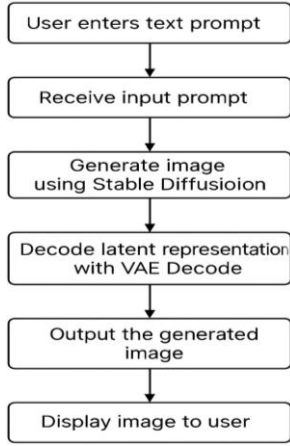 User enters text prompt
Receive input prompt
Generate image
using Stable Diffusioion
Decode latent representation
with VAE Decode
Output the generated
image
Display image to user